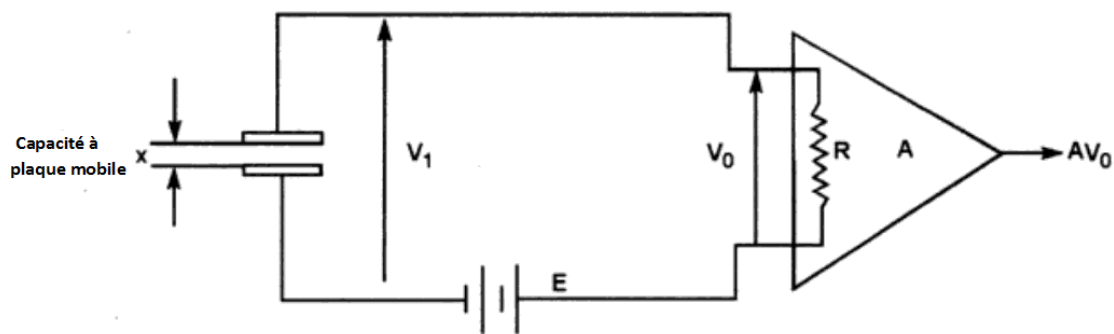 Capacité à
plaque mobile
x
V₁
E
V₀
R
A
AV₀